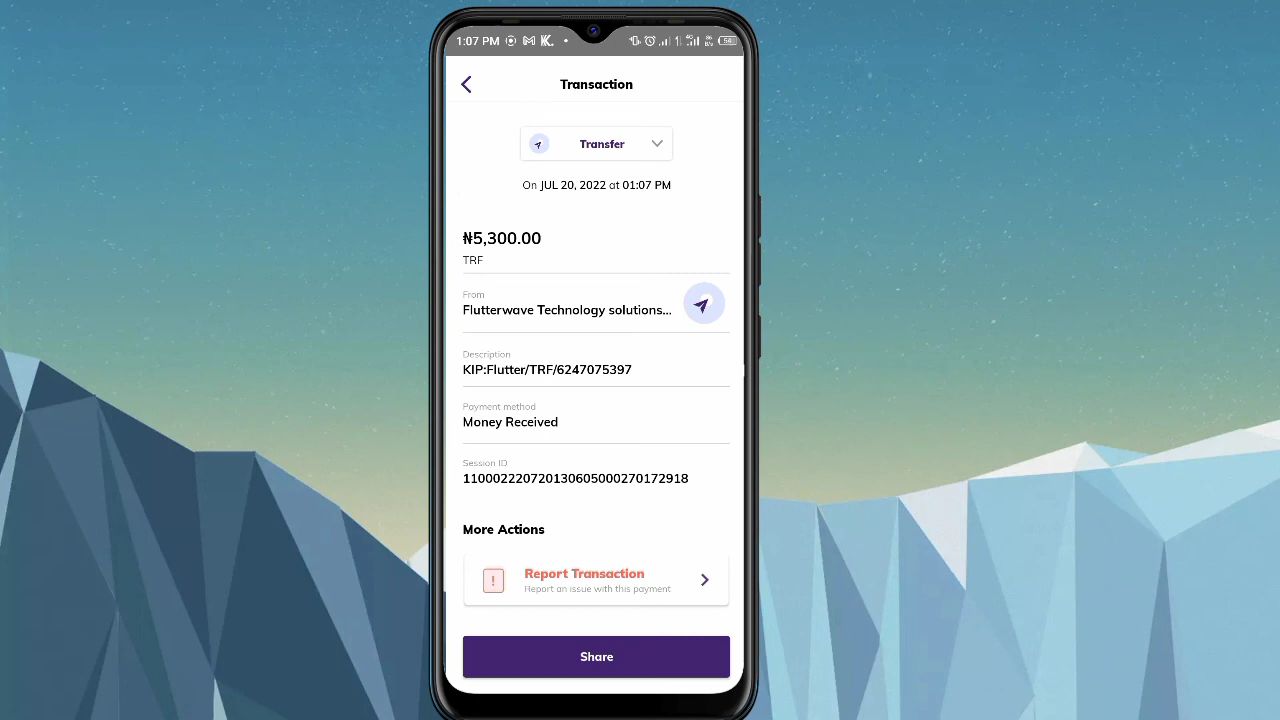 1:07 PM
54
Transaction
Transfer
On JUL 20, 2022 at 01:07 PM
₦5,300.00
TRF
From
Flutterwave Technology solutions...
Description
KIP:Flutter/TRF/6247075397
Payment method
Money Received
Session ID
110002220720130605000270172918
More Actions
Report Transaction
Report an issue with this payment
Share